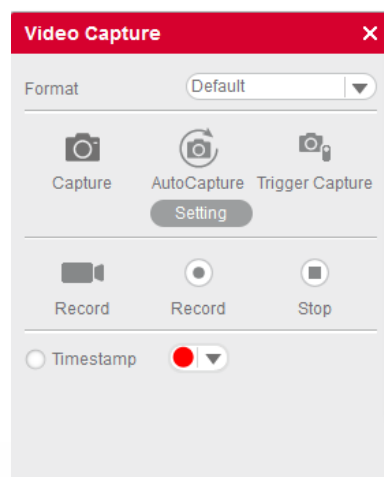 Video Capture
Format Default
Capture AutoCapture Trigger Capture
Setting
Record Record Stop
Timestamp